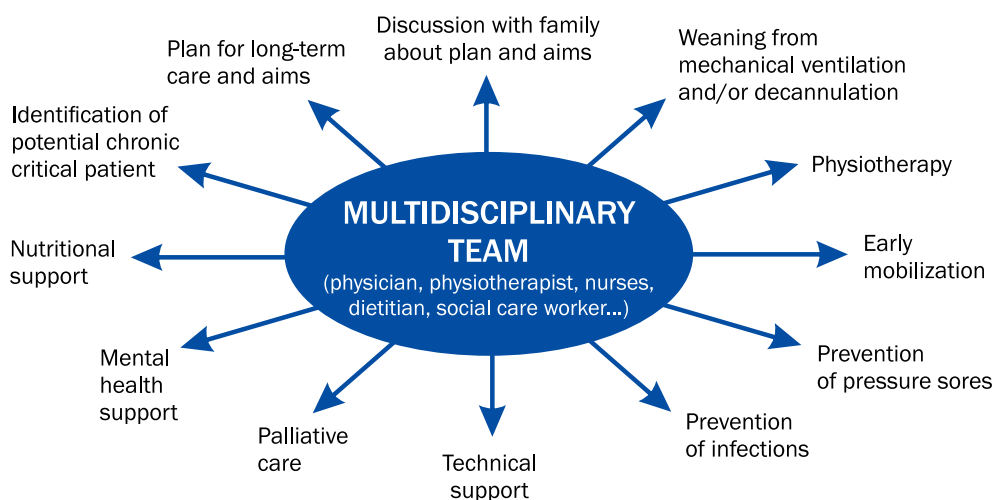 Discussion with family
about plan and aims
Weaning from
mechanical ventilation
and/or decannulation
Physiotherapy
Early
mobilization
Prevention
of pressure sores
Prevention
of infections
Technical
support
Palliative
care
Mental
health
support
Nutritional
support
Identification of
potential chronic
critical patient
Plan for long-term
care and aims
MULTIDISCIPLINARY
TEAM
(physician, physiotherapist, nurses,
dietitian, social care worker...)